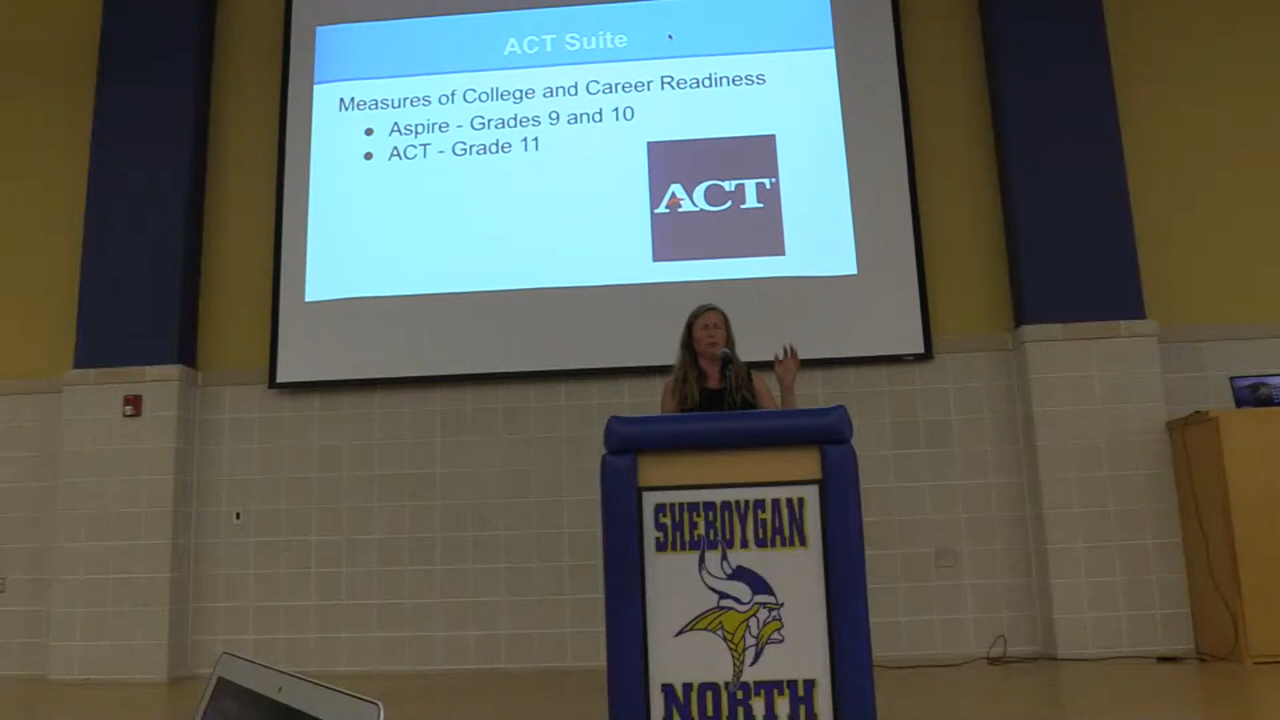 ACT Suite
Measures of College and Career Readiness
● Aspire - Grades 9 and 10
● ACT - Grade 11
ACT
SHEBOYGAN
NORTH